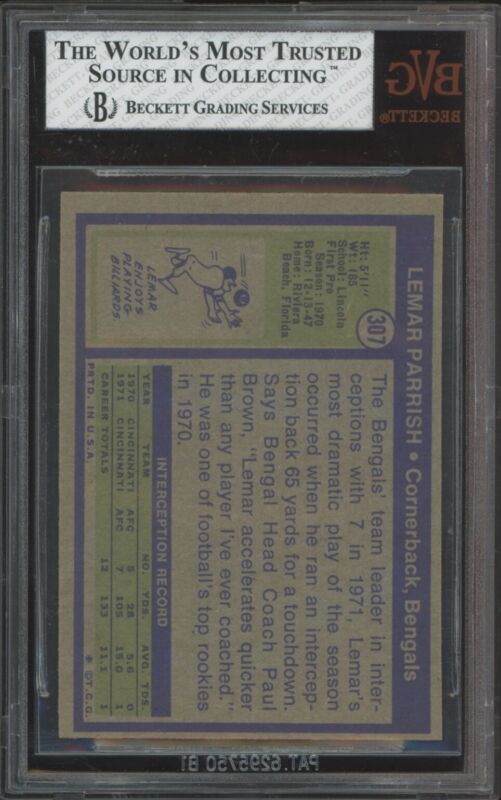 THE WORLD'S MOST TRUSTED
SOURCE IN COLLECTING™
B BECKETT GRADING SERVICES
BVG
BECKETT®
307
LEMAR PARRISH • Cornerback, Bengals
Ht: 5'11"
Wt: 185
School: Lincoln
First Pro
Season: 1970
Born: 12-13-47
Home: Riviera
Beach, Florida
LEMAR
ENJOYS
PLAYING
BILLIARDS.
The Bengals' team leader in inter-
ceptions with 7 in 1971, Lemar's
most dramatic play of the season
occurred when he ran an intercep-
tion back 65 yards for a touchdown.
Says Bengal Head Coach Paul
Brown, "Lemar accelerates quicker
than any player I've ever coached."
He was one of football's top rookies
in 1970.
INTERCEPTION RECORD
YEAR TEAM NO. YDS. AVG. TDS.
1970 CINCINNATI AFC 5 28 5.6 0
1971 CINCINNATI AFC 7 105 15.0 1
CAREER TOTALS 12 133 11.1 1
PRTD. IN U.S.A. * © T.C.G.
PAT. 6295750 B1